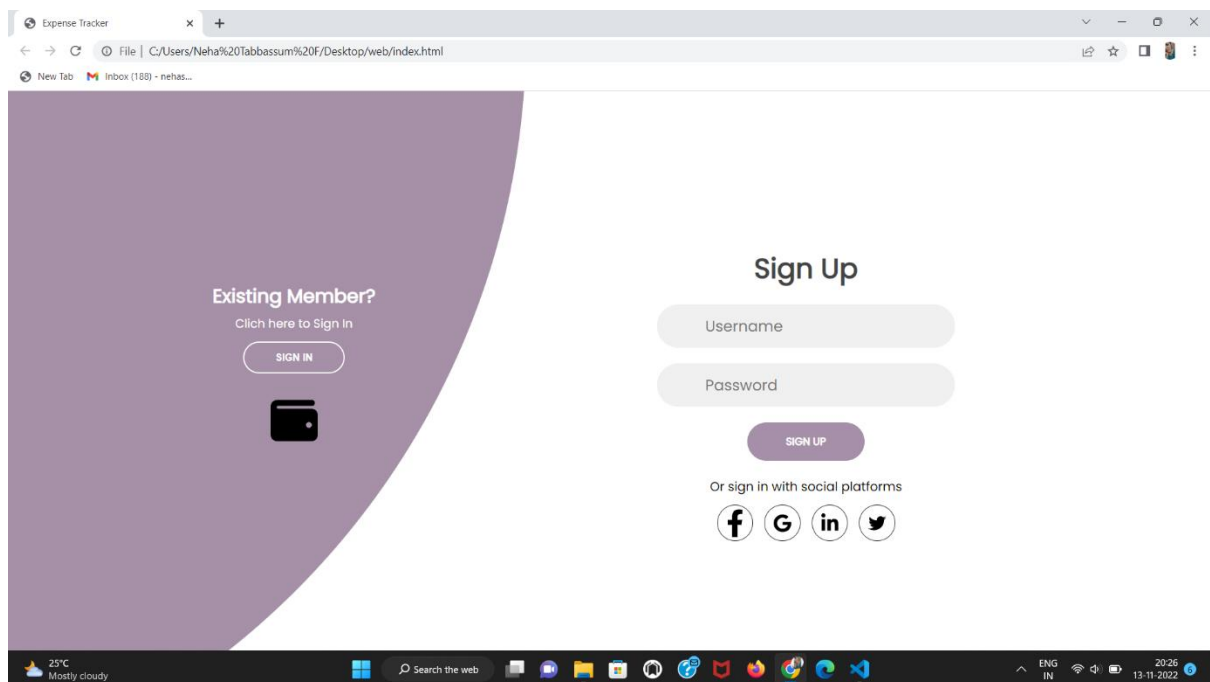 Expense Tracker
File | C:/Users/Neha%20Tabbassum%20F/Desktop/web/index.html
New Tab Inbox (188) - nehas...
Existing Member?
Clich here to Sign In
SIGN IN
Sign Up
Username
Password
SIGN UP
Or sign in with social platforms
f G in
25°C
Mostly cloudy
Search the web
ENG
IN
20:26
13-11-2022
6